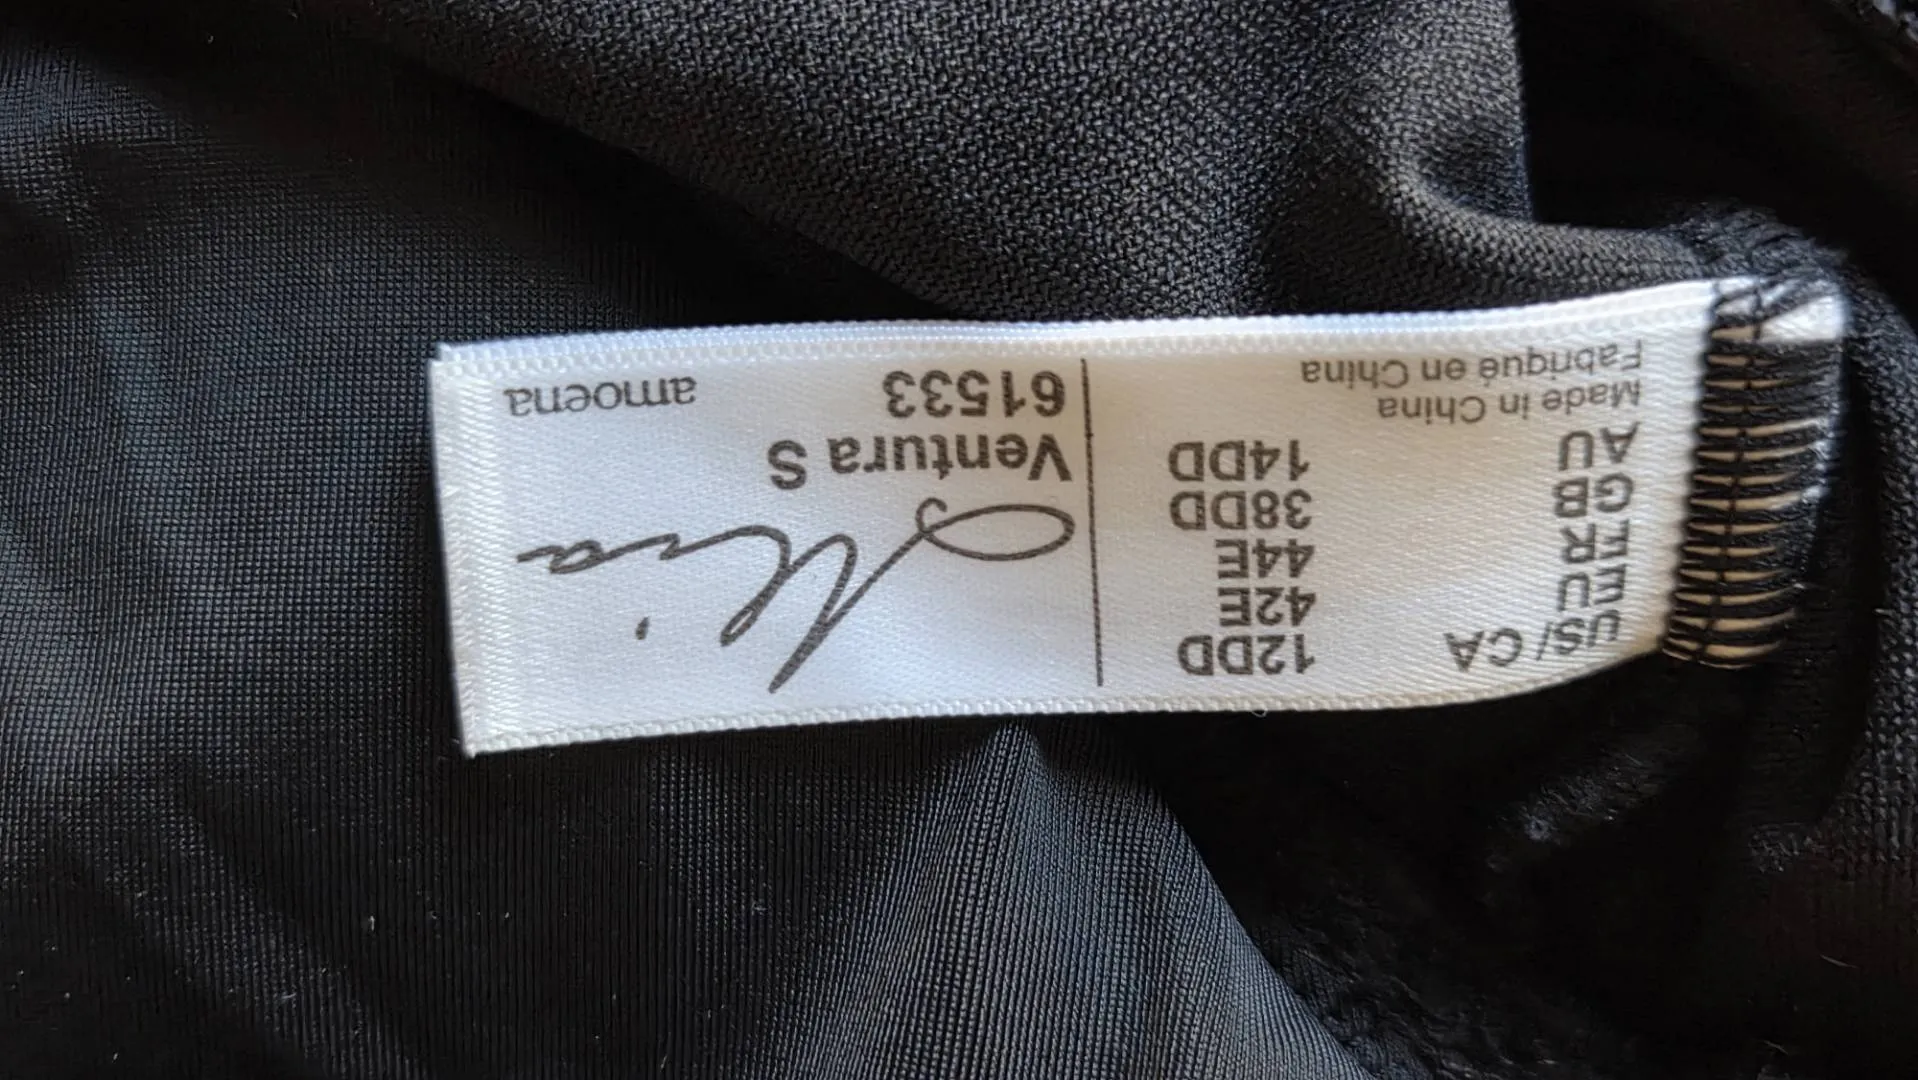 US/CA 12DD
EU 42E
FR 44E
GB 38DD
AU 14DD
Made in China
Fabriqué en China
Mia
Ventura S
61533
amoena